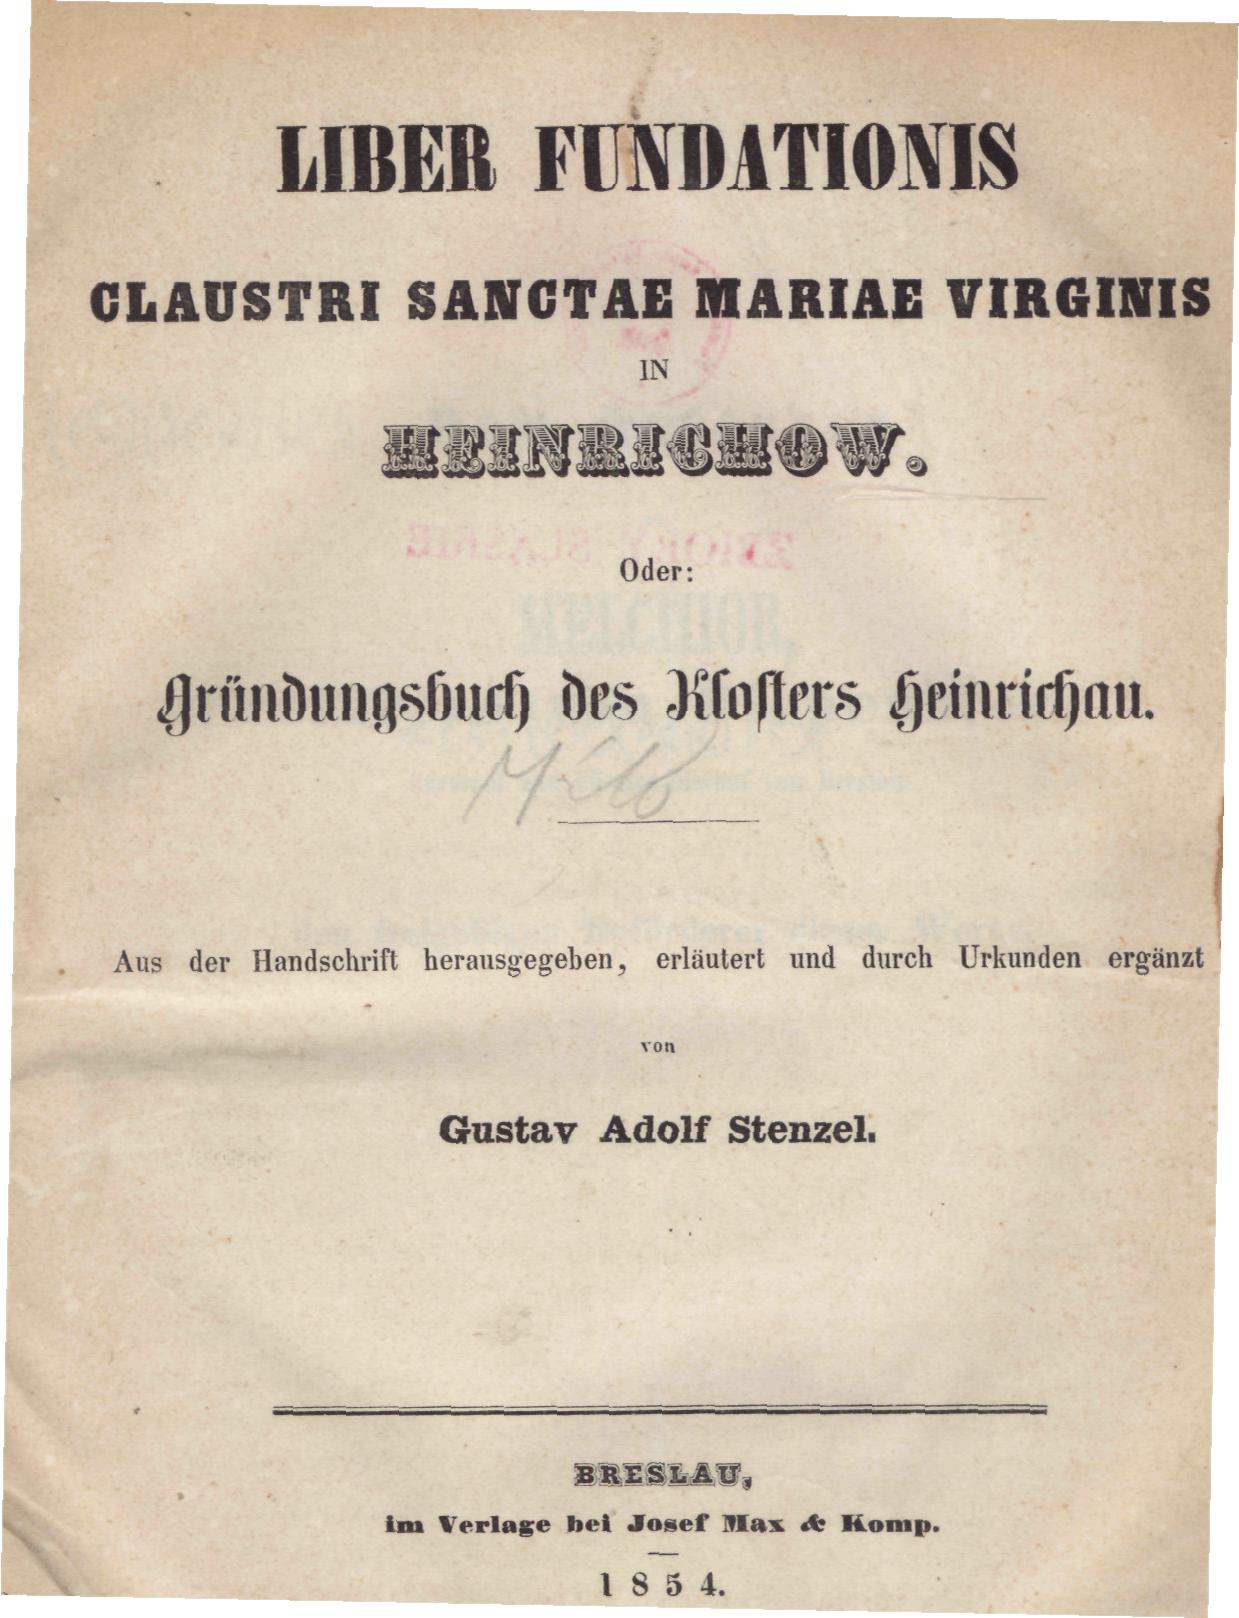 LIBER FUNDATIONIS
CLAUSTRI SANCTAE MARIAE VIRGINIS
IN
HEINRICHOW.
Oder:
Gründungsbuch des Klosters Heinrichau.
Aus der Handschrift herausgegeben, erläutert und durch Urkunden ergänzt
von
Gustav Adolf Stenzel.
BRESLAU,
im Verlage bei Josef Max & Komp.
1854.